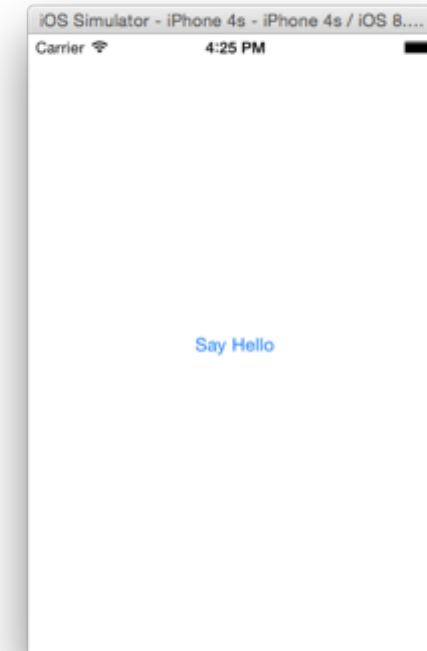 iOS Simulator - iPhone 4s - iPhone 4s / iOS 8....
Carrier 4:25 PM
Say Hello